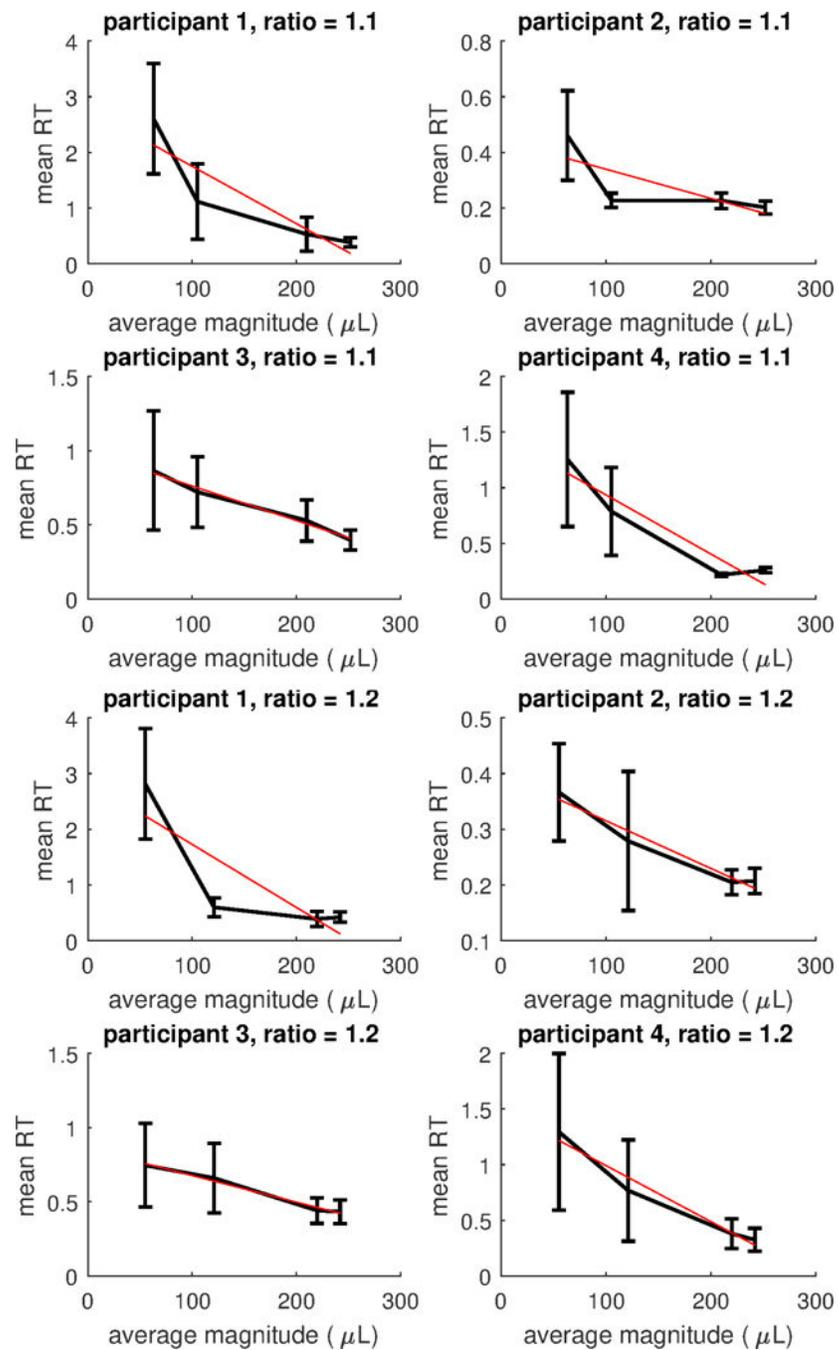 participant 1, ratio = 1.1
4
3
2
1
0
mean RT
0 100 200 300
average magnitude ( μL)
participant 2, ratio = 1.1
0.8
0.6
0.4
0.2
0
mean RT
0 100 200 300
average magnitude ( μL)
participant 3, ratio = 1.1
1.5
1
0.5
0
mean RT
0 100 200 300
average magnitude ( μL)
participant 4, ratio = 1.1
2
1.5
1
0.5
0
mean RT
0 100 200 300
average magnitude ( μL)
participant 1, ratio = 1.2
4
3
2
1
0
mean RT
0 100 200 300
average magnitude ( μL)
participant 2, ratio = 1.2
0.5
0.4
0.3
0.2
0.1
mean RT
0 100 200 300
average magnitude ( μL)
participant 3, ratio = 1.2
1.5
1
0.5
0
mean RT
0 100 200 300
average magnitude ( μL)
participant 4, ratio = 1.2
2
1.5
1
0.5
0
mean RT
0 100 200 300
average magnitude ( μL)